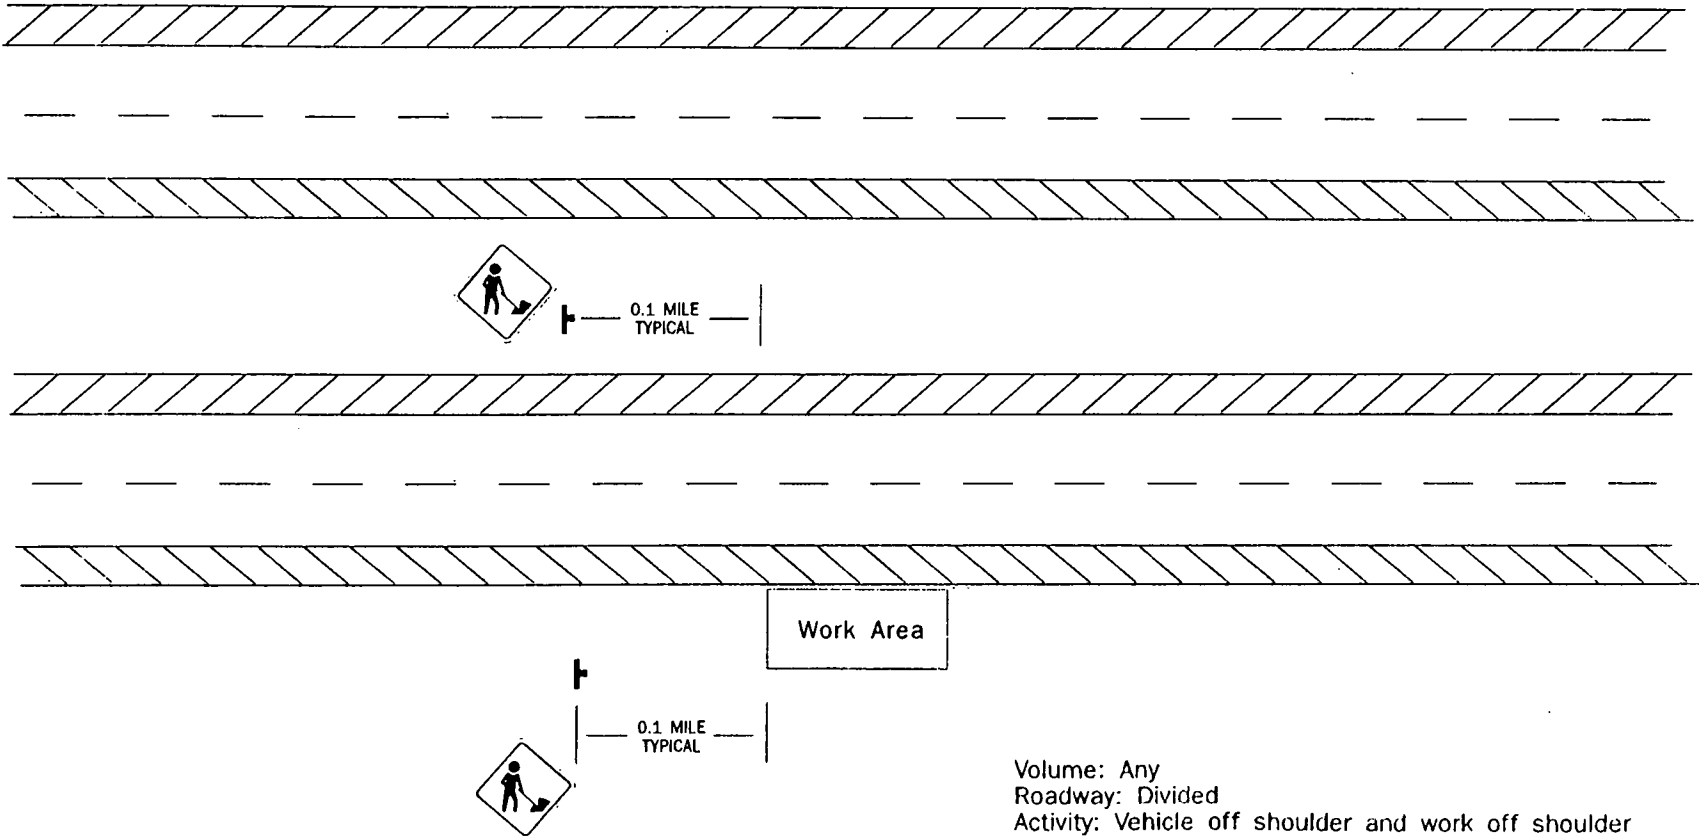 0.1 MILE
TYPICAL
Work Area
0.1 MILE
TYPICAL
Volume: Any
Roadway: Divided
Activity: Vehicle off shoulder and work off shoulder